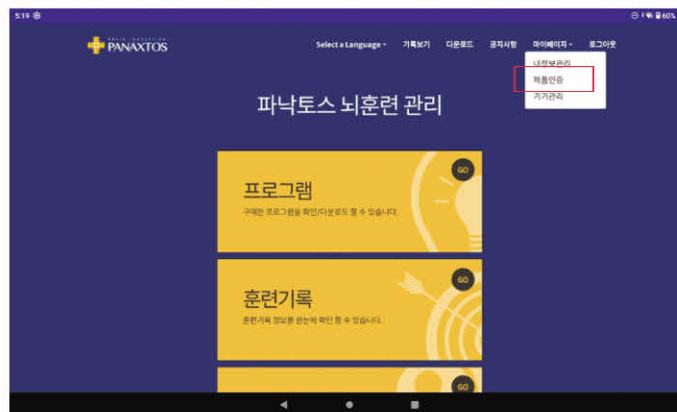 5:19
60%
PANAXTOS
Select a Language
기록보기
다운로드
공지사항
마이페이지
로그아웃
내정보관리
제품인증
기기관리
파낙토스 뇌훈련 관리
GO
프로그램
구매한 프로그램을 확인/다운로드 할 수 있습니다.
GO
훈련기록
훈련기록 정보를 한눈에 확인 할 수 있습니다.
GO